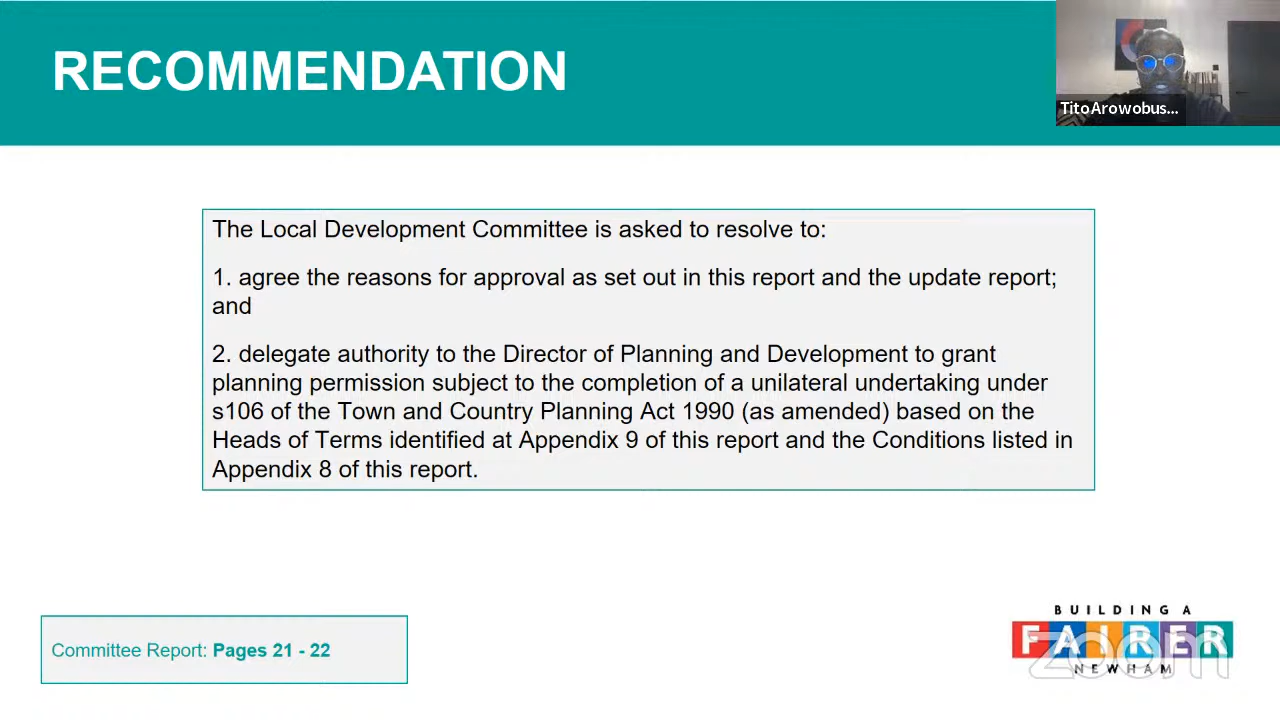 RECOMMENDATION
Tito Arowobus...
The Local Development Committee is asked to resolve to:
1. agree the reasons for approval as set out in this report and the update report;
and
2. delegate authority to the Director of Planning and Development to grant
planning permission subject to the completion of a unilateral undertaking under
s106 of the Town and Country Planning Act 1990 (as amended) based on the
Heads of Terms identified at Appendix 9 of this report and the Conditions listed in
Appendix 8 of this report.
Committee Report: Pages 21 - 22
BUILDING A
FAIRER
NEWHAM
zoom